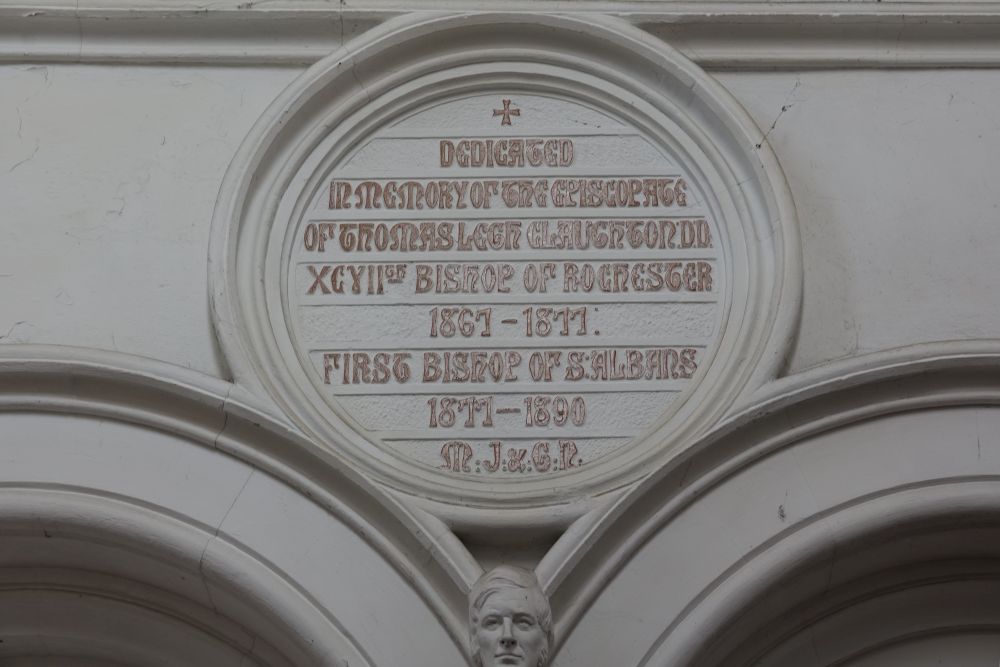 DEDICATED
IN MEMORY OF THE EPISCOPATE
OF THOMAS LEGH CLAUGHTON. DD.
XCVIIth BISHOP OF ROCHESTER
1867 - 1877.
FIRST BISHOP OF St ALBANS
1877 — 1890
M: J: & G: N.